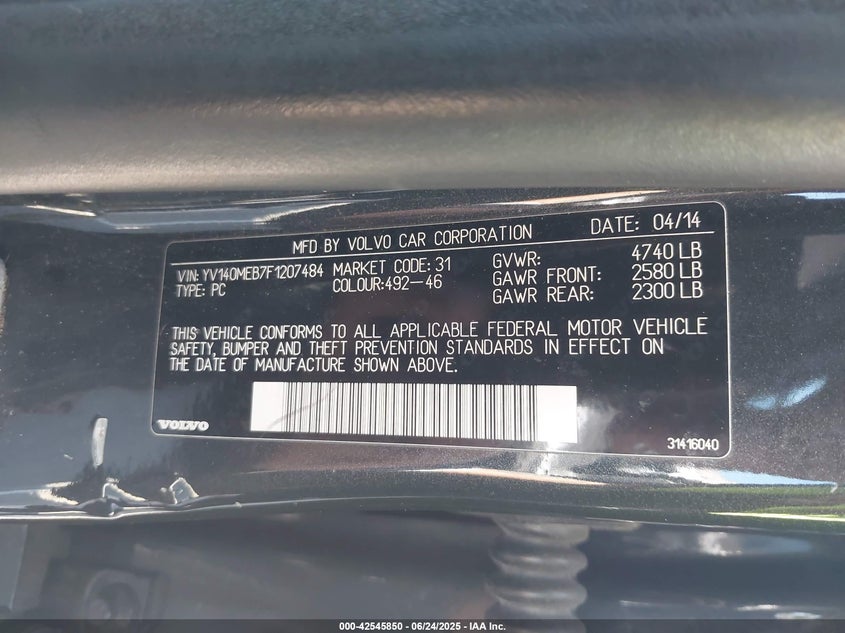 MFD BY VOLVO CAR CORPORATION DATE: 04/14
VIN: YV140MEB7F1207484 MARKET CODE: 31 GVWR: 4740 LB
TYPE: PC COLOUR:492-46 GAWR FRONT: 2580 LB
GAWR REAR: 2300 LB
THIS VEHICLE CONFORMS TO ALL APPLICABLE FEDERAL MOTOR VEHICLE
SAFETY, BUMPER AND THEFT PREVENTION STANDARDS IN EFFECT ON
THE DATE OF MANUFACTURE SHOWN ABOVE.
VOLVO 31416040
000-42545850 - 06/24/2025 - IAA Inc.